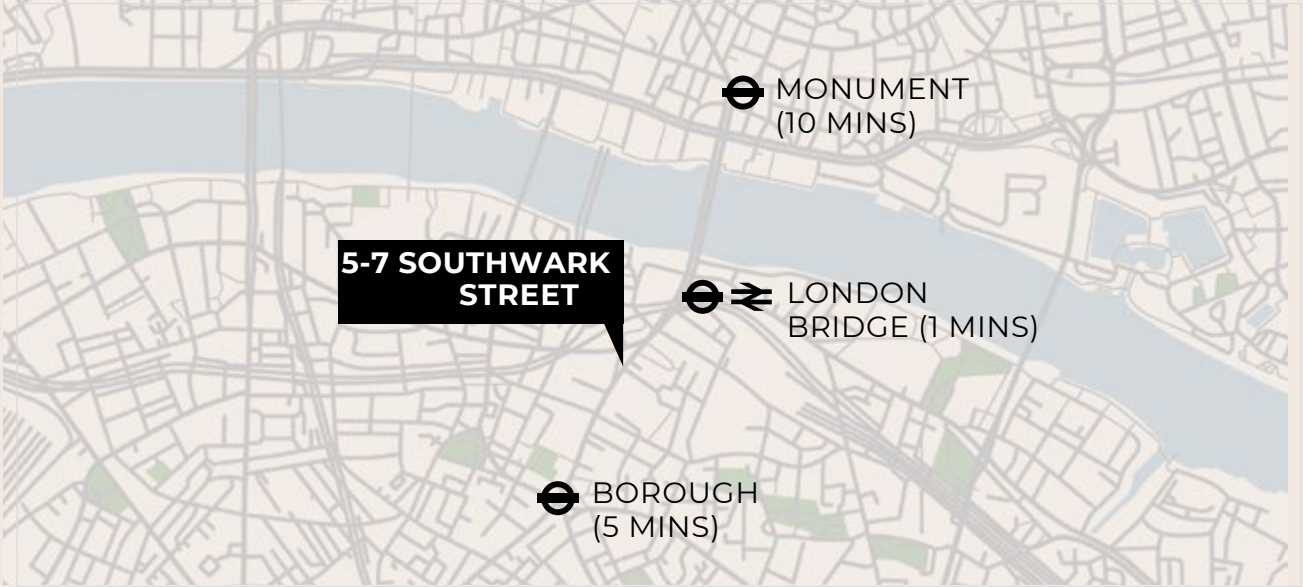 MONUMENT
(10 MINS)
5-7 SOUTHWARK
STREET
LONDON
BRIDGE (1 MINS)
BOROUGH
(5 MINS)